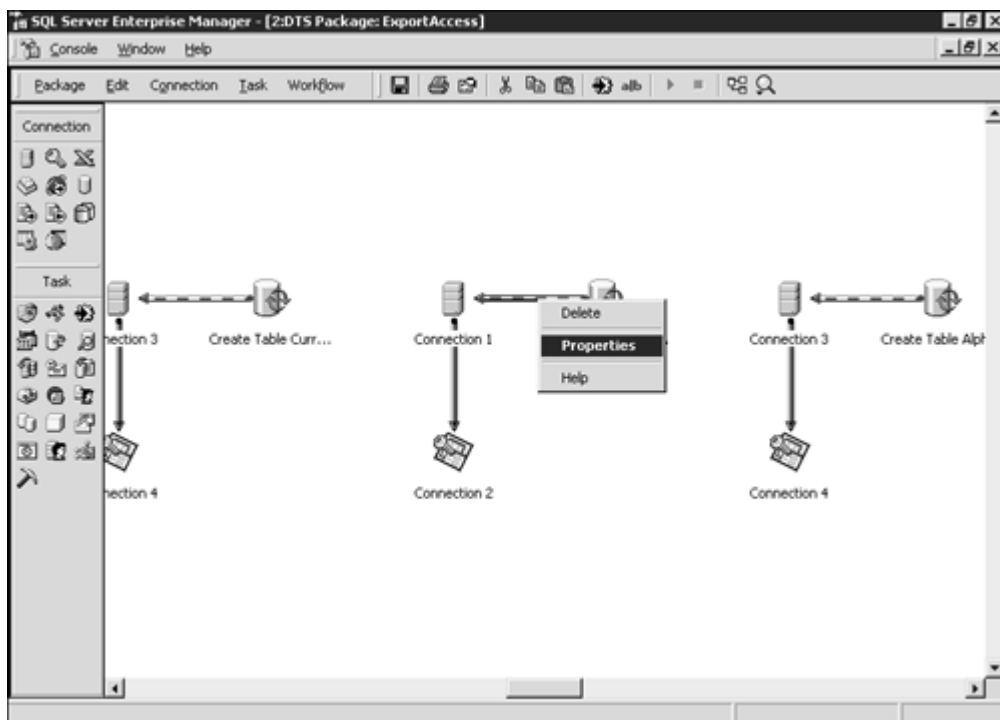 SQL Server Enterprise Manager - [2:DTS Package: ExportAccess]
Console Window Help
Package Edit Connection Task Workflow alb
Connection
Task
nection 3 Create Table Curr... Connection 1 Connection 3 Create Table Alph
Delete
Properties
Help
nection 4 Connection 2 Connection 4